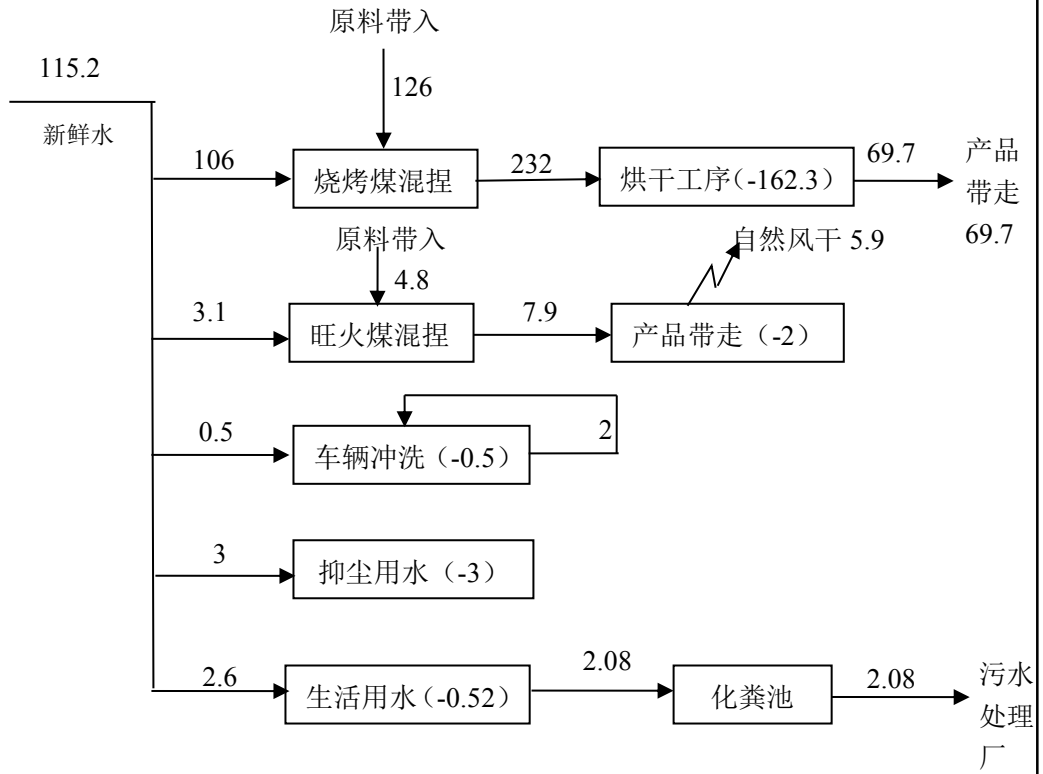 原料带入
115.2
126
新鲜水
106
烧烤煤混捏
232
烘干工序(-162.3)
69.7
产品
带走
69.7
原料带入
4.8
自然风干 5.9
3.1
旺火煤混捏
7.9
产品带走（-2）
0.5
车辆冲洗（-0.5）
2
3
抑尘用水（-3）
2.6
生活用水(-0.52)
2.08
化粪池
2.08
污水
处理
厂